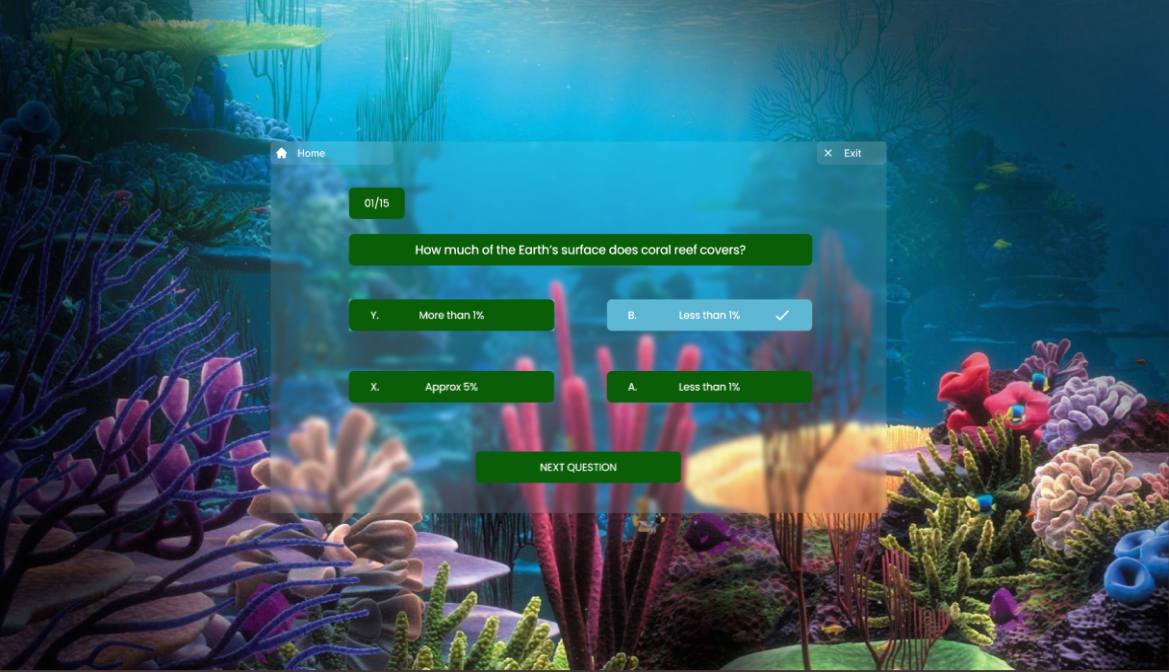 Home
Exit
01/15
How much of the Earth's surface does coral reef covers?
Y. More than 1%
B. Less than 1%
X. Approx 5%
A. Less than 1%
NEXT QUESTION